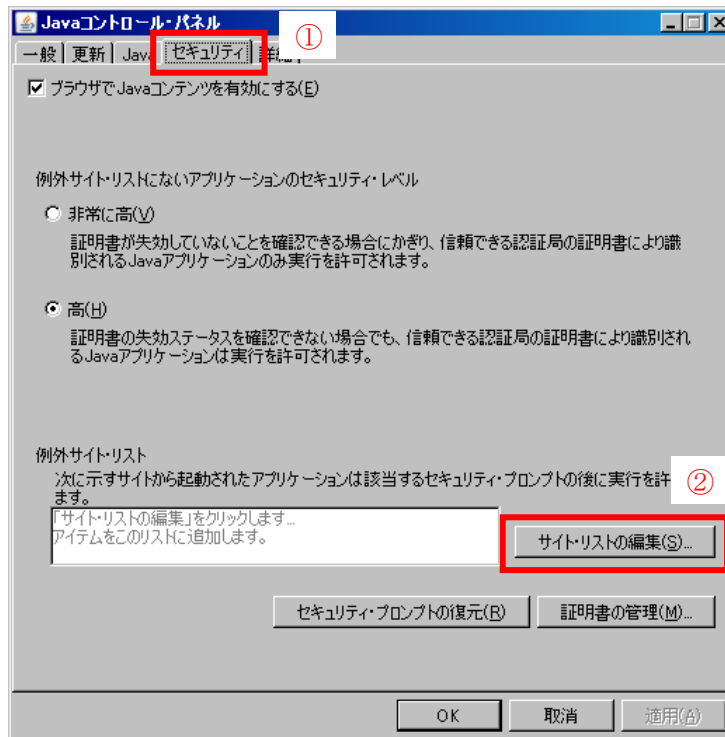 Javaコントロール・パネル
①
一般 更新 Java セキュリティ 詳細
ブラウザでJavaコンテンツを有効にする(E)
例外サイト・リストにないアプリケーションのセキュリティ・レベル
非常に高(V)
証明書が失効していないことを確認できる場合にかぎり、信頼できる認証局の証明書により識
別されるJavaアプリケーションのみ実行を許可されます。
高(H)
証明書の失効ステータスを確認できない場合でも、信頼できる認証局の証明書により識別され
るJavaアプリケーションは実行を許可されます。
例外サイト・リスト
次に示すサイトから起動されたアプリケーションは該当するセキュリティ・プロンプトの後に実行を許
ます。
②
「サイト・リストの編集」をクリックします...
アイテムをこのリストに追加します。
サイト・リストの編集(S)...
セキュリティ・プロンプトの復元(R) 証明書の管理(M)...
OK 取消 適用(A)